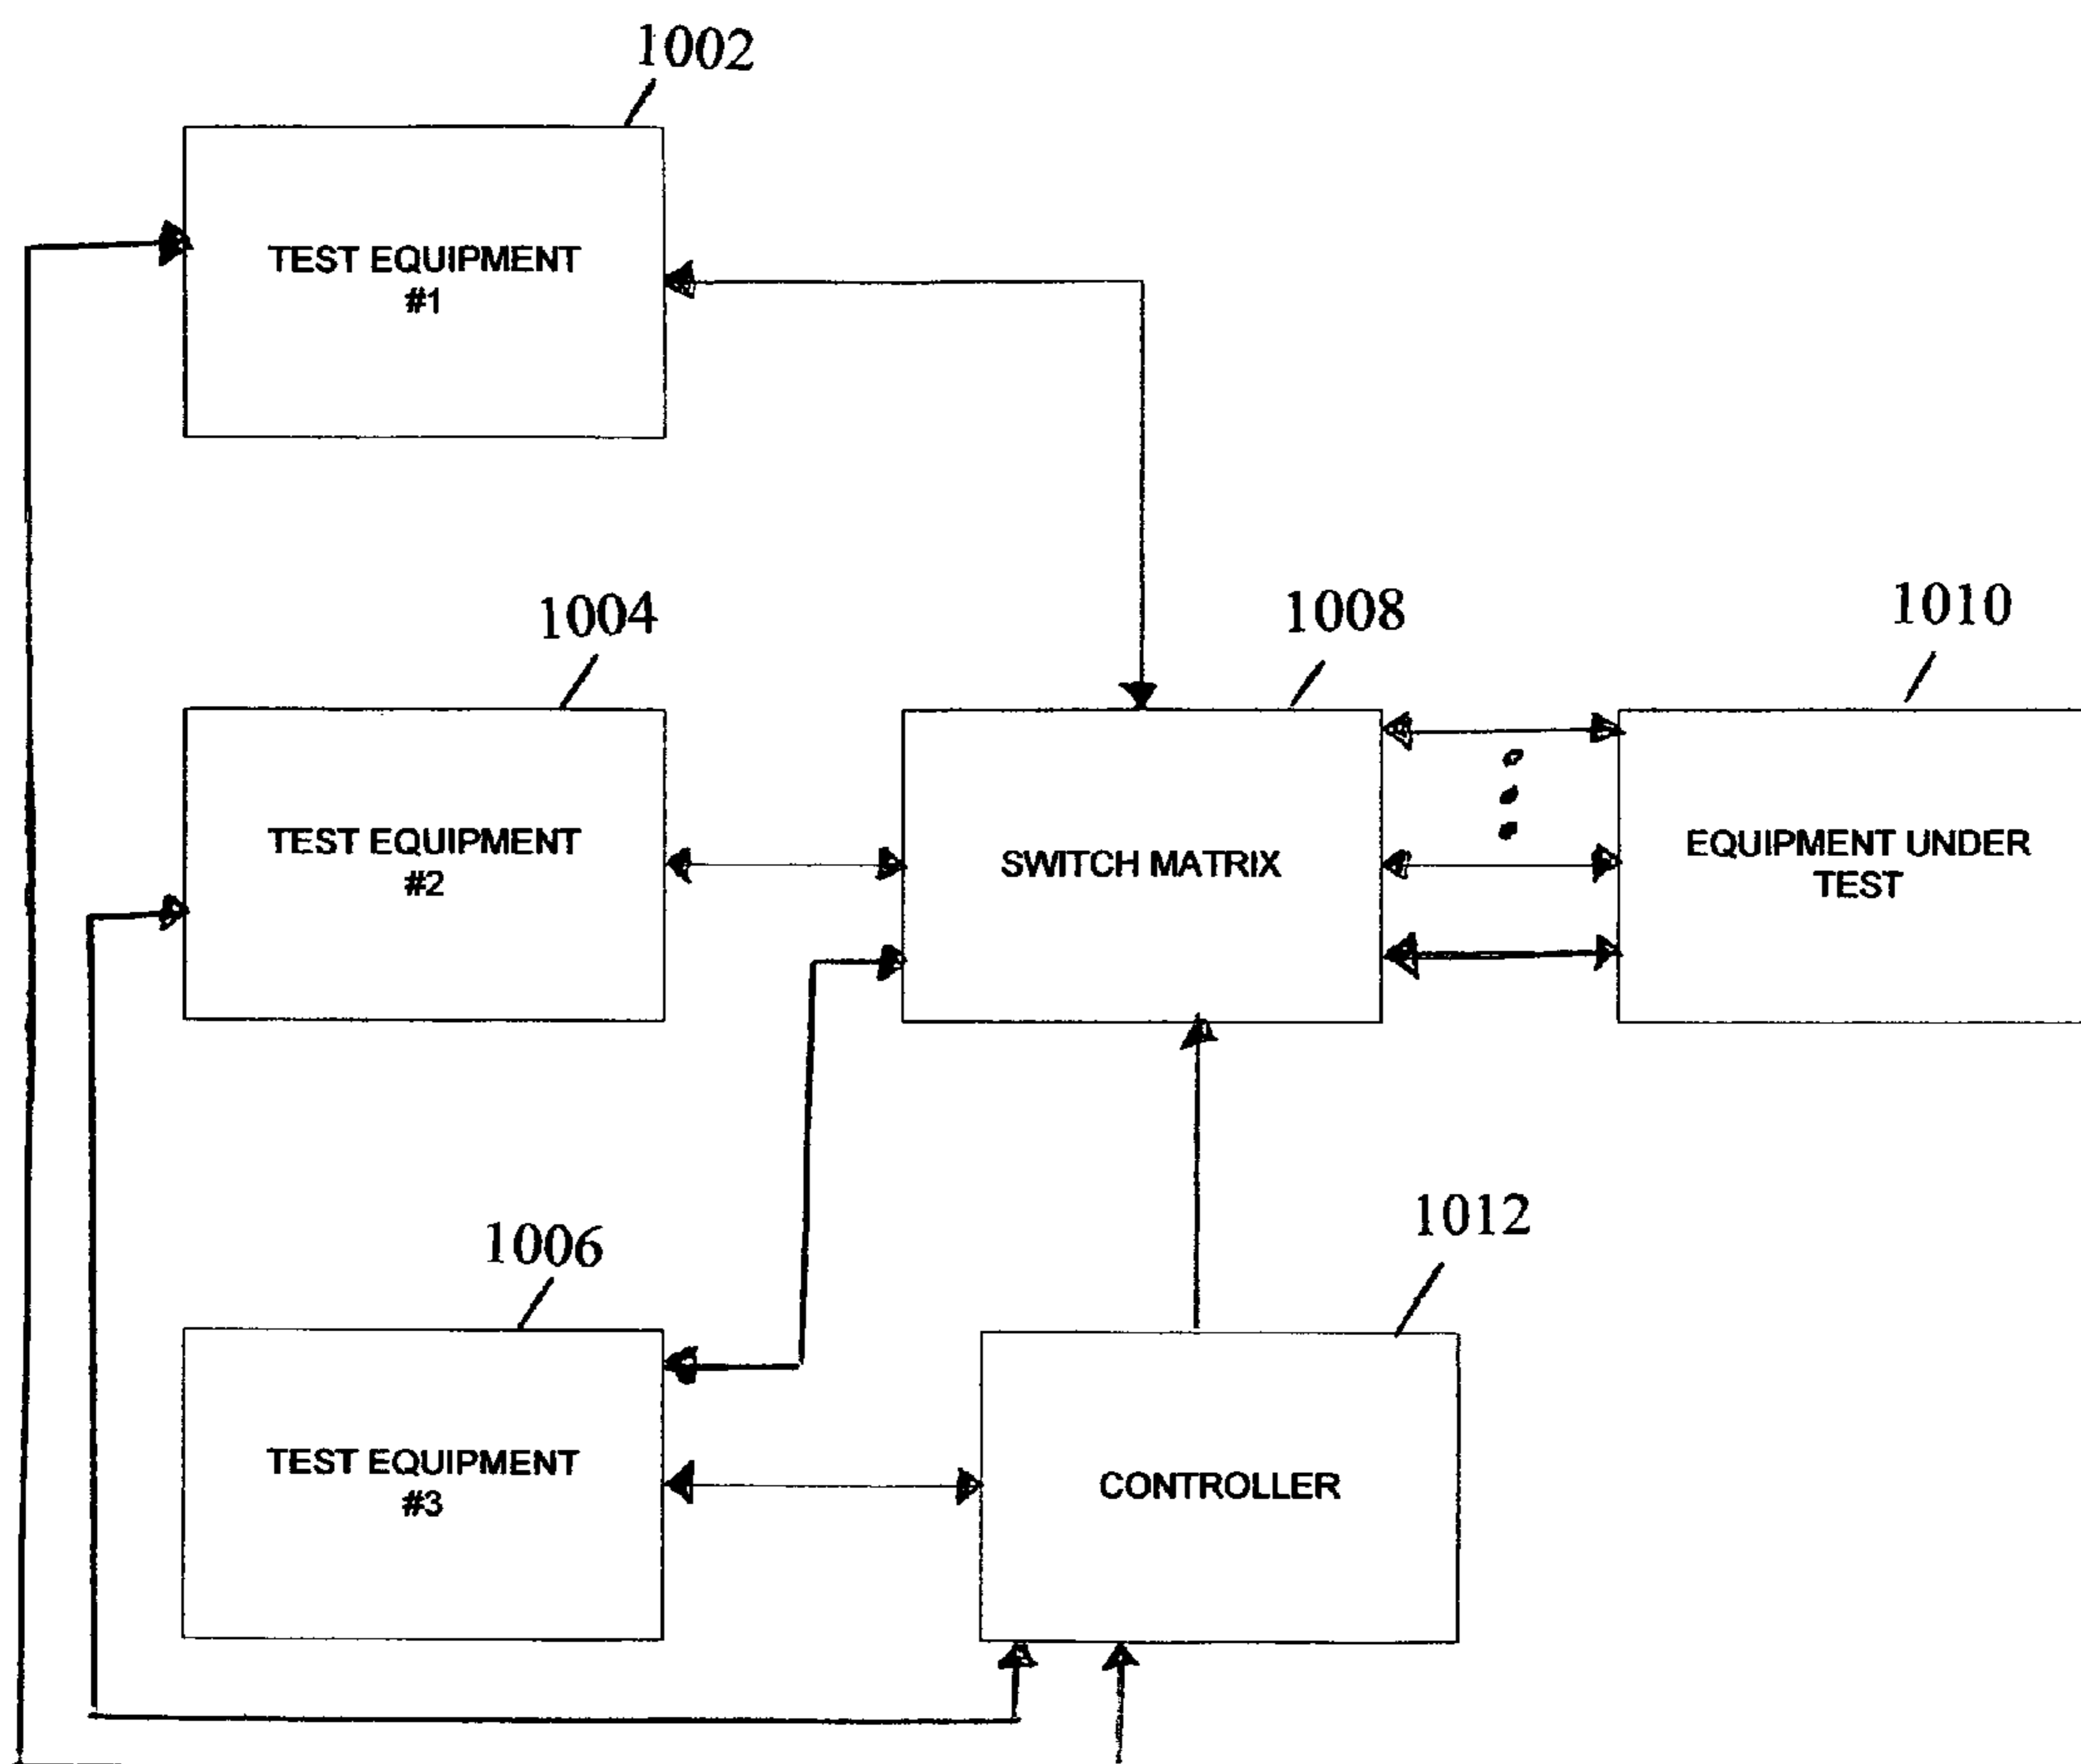 1002
TEST EQUIPMENT
#1
1004
TEST EQUIPMENT
#2
1008
SWITCH MATRIX
1010
EQUIPMENT UNDER
TEST
1006
TEST EQUIPMENT
#3
1012
CONTROLLER